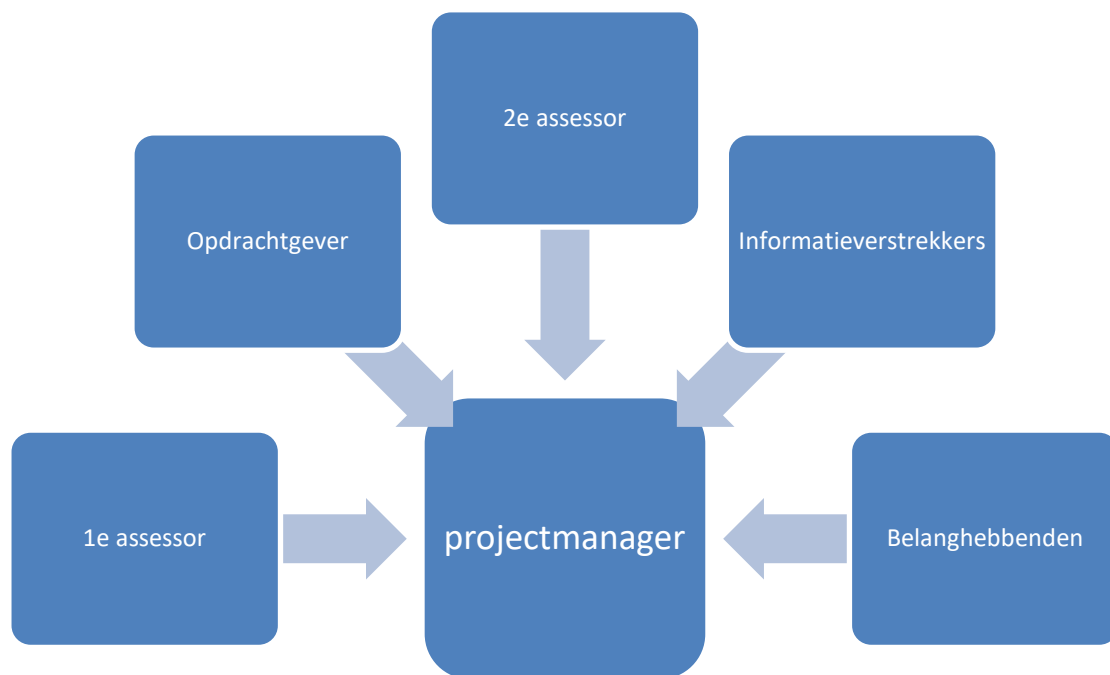 2e assessor
Opdrachtgever
Informatieverstrekkers
1e assessor
projectmanager
Belanghebbenden